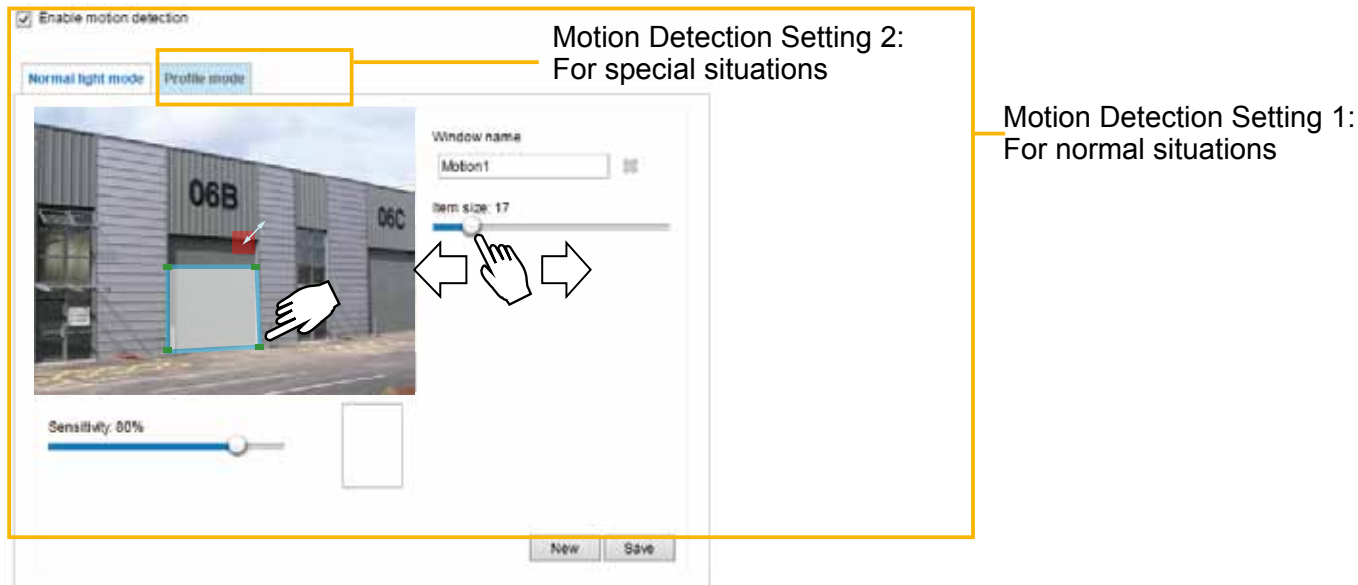 Enable motion detection
Motion Detection Setting 2:
For special situations
Normal light mode
Profile mode
Motion Detection Setting 1:
For normal situations
Window name
Motion1
06B
06C
Item size: 17
Sensitivity: 80%
New
Save